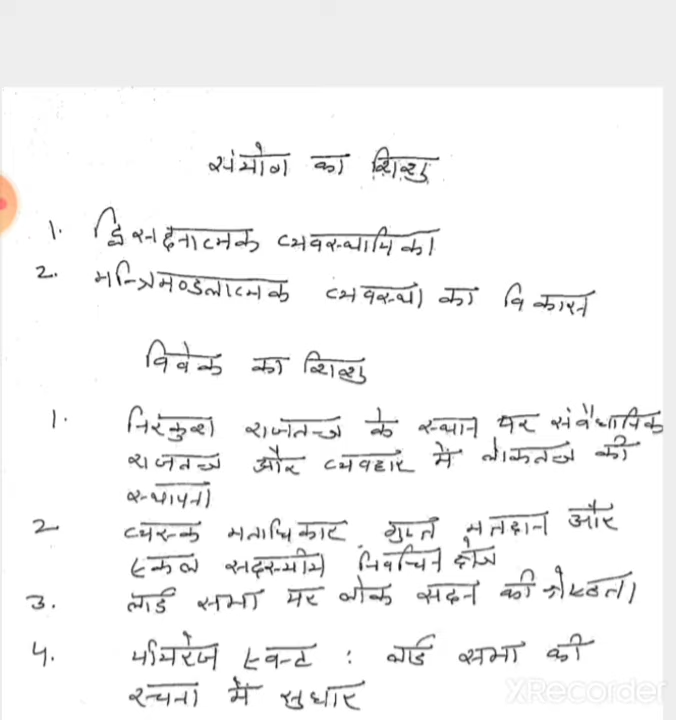 संयोग का शिशु
1. द्विसदनात्मक व्यवस्थापिका
2. मन्त्रिमण्डलात्मक व्यवस्था का विकास
विवेक का शिशु
1. निरंकुश राजतन्त्र के स्थान पर संवैधानिक
राजतन्त्र और व्यवहार में लोकतन्त्र की
स्थापना
2 व्यस्क मताधिकार, गुप्त मतदान और
एकल सदस्यीय निर्वाचन क्षेत्र
3. लार्ड सभा पर लोक सदन की श्रेष्ठता
4. पीयरेज एक्ट : लार्ड सभा की
रचना में सुधार
XRecorder